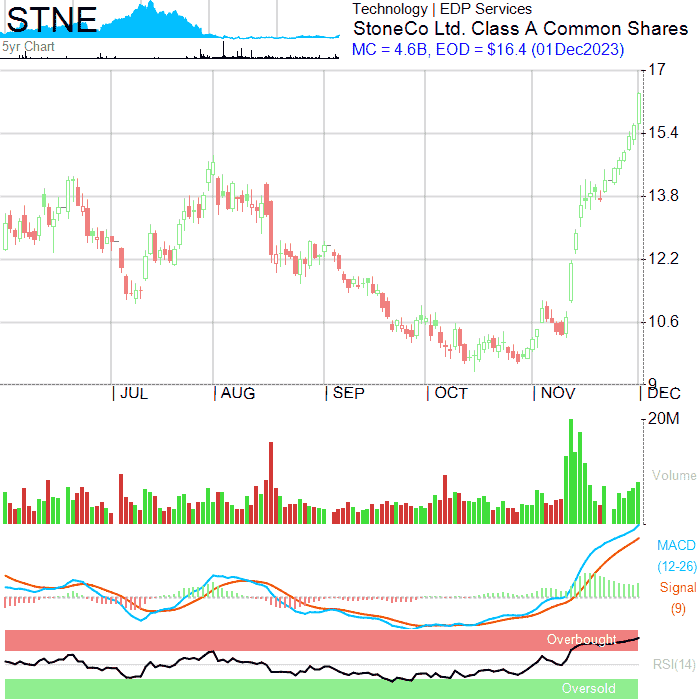 STNE
5yr Chart
Technology | EDP Services
StoneCo Ltd. Class A Common Shares
MC = 4.6B, EOD = $16.4 (01Dec2023)
17
15.4
13.8
12.2
10.6
9
JUL
AUG
SEP
OCT
NOV
DEC
20M
Volume
MACD
(12-26)
Signal
(9)
Overbought
RSI(14)
Oversold